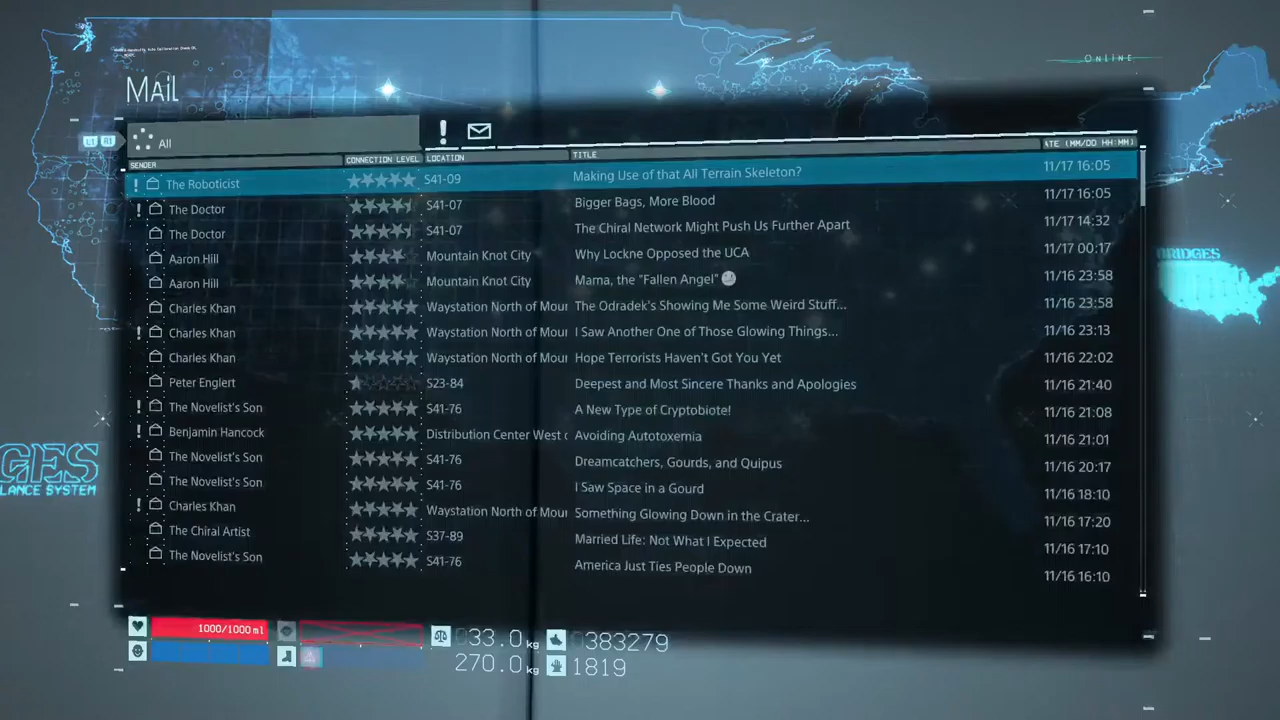 ONLINE
MAIL
L1 R1 All
SENDER CONNECTION LEVEL LOCATION TITLE ATE (MM/DD HH:MM)
! The Roboticist S41-09 Making Use of that All Terrain Skeleton? 11/17 16:05
! The Doctor S41-07 Bigger Bags, More Blood 11/17 16:05
The Doctor S41-07 The Chiral Network Might Push Us Further Apart 11/17 14:32
Aaron Hill Mountain Knot City Why Lockne Opposed the UCA 11/17 00:17
Aaron Hill Mountain Knot City Mama, the "Fallen Angel" 11/16 23:58
Charles Khan Waystation North of Moun The Odradek's Showing Me Some Weird Stuff... 11/16 23:58
! Charles Khan Waystation North of Moun I Saw Another One of Those Glowing Things... 11/16 23:13
Charles Khan Waystation North of Moun Hope Terrorists Haven't Got You Yet 11/16 22:02
Peter Englert S23-84 Deepest and Most Sincere Thanks and Apologies 11/16 21:40
! The Novelist's Son S41-76 A New Type of Cryptobiote! 11/16 21:08
! Benjamin Hancock Distribution Center West o Avoiding Autotoxemia 11/16 21:01
The Novelist's Son S41-76 Dreamcatchers, Gourds, and Quipus 11/16 20:17
The Novelist's Son S41-76 I Saw Space in a Gourd 11/16 18:10
! Charles Khan Waystation North of Moun Something Glowing Down in the Crater... 11/16 17:20
The Chiral Artist S37-89 Married Life: Not What I Expected 11/16 17:10
The Novelist's Son S41-76 America Just Ties People Down 11/16 16:10
BRIDGES
GES
LANCE SYSTEM
1000/1000 ml 033.0 kg 0383279
270.0 kg 1819